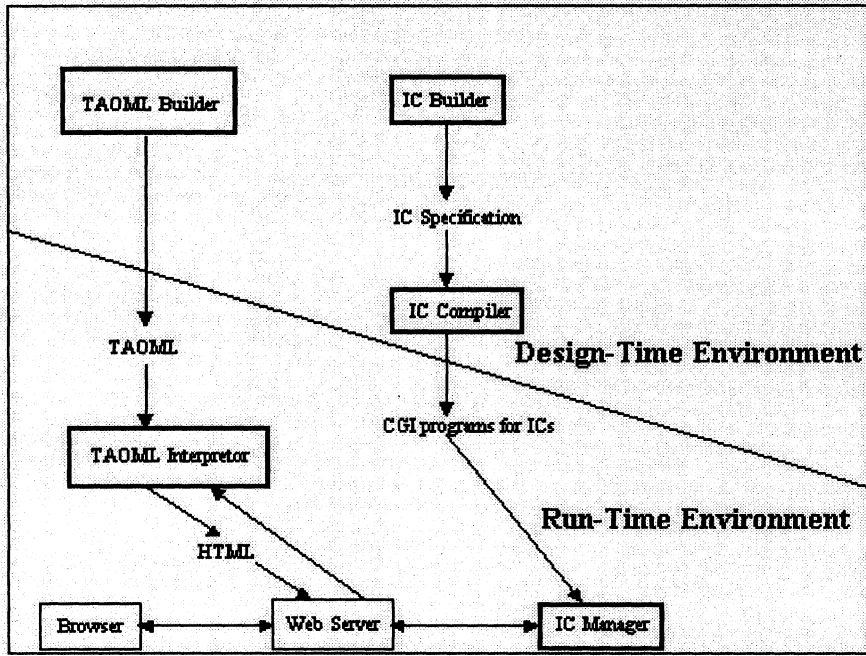 TAOML Builder
IC Builder
IC Specification
IC Compiler
TAOML
Design-Time Environment
CGI programs for ICs
TAOML Interpretor
Run-Time Environment
HTML
Browser
Web Server
IC Manager